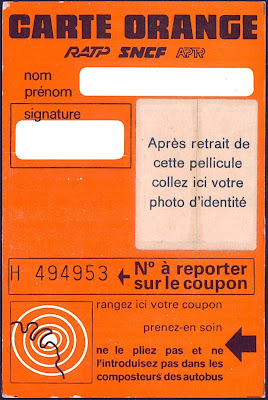 CARTE ORANGE
RATP SNCF APTR
nom
prénom
signature
Après retrait de
cette pellicule
collez ici votre
photo d'identité
H 494953 N° à reporter
sur le coupon
rangez ici votre coupon
prenez-en soin
ne le pliez pas et ne
l'introduisez pas dans les
composteurs des autobus